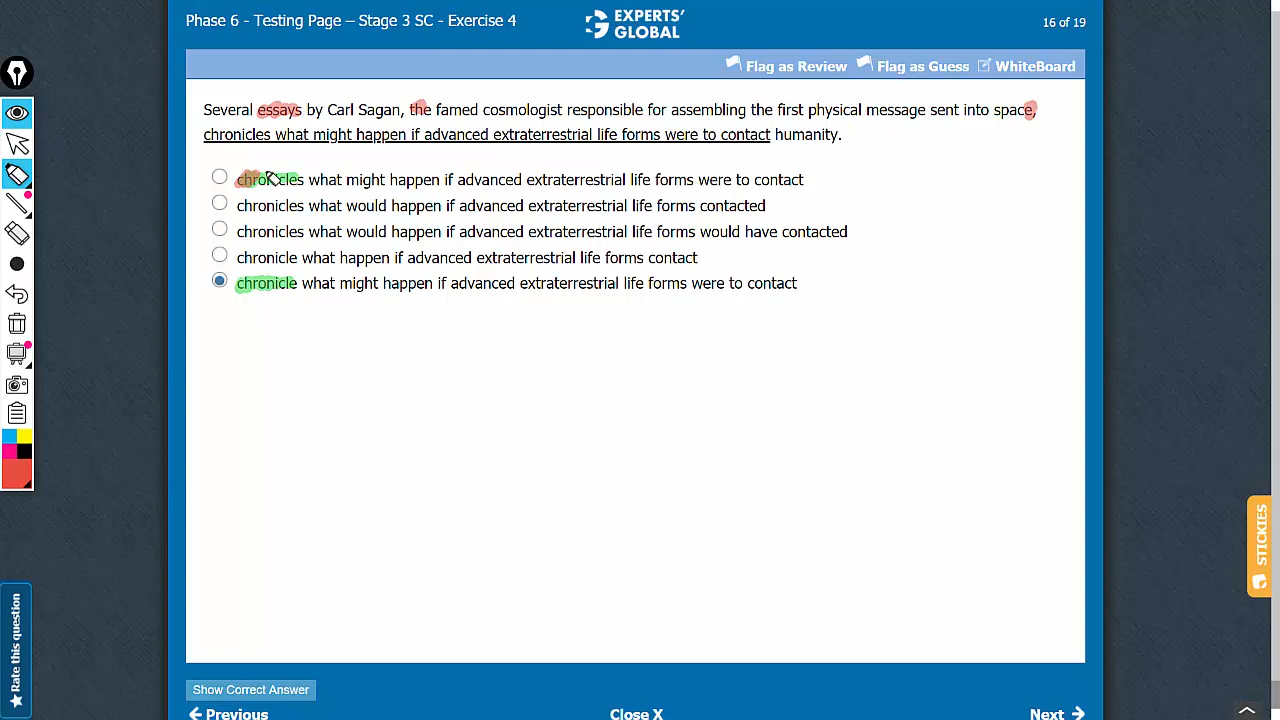 Phase 6 - Testing Page – Stage 3 SC - Exercise 4
EXPERTS'
GLOBAL
16 of 19
Flag as Review
Flag as Guess
WhiteBoard
Several essays by Carl Sagan, the famed cosmologist responsible for assembling the first physical message sent into space,
chronicles what might happen if advanced extraterrestrial life forms were to contact humanity.
chronicles what might happen if advanced extraterrestrial life forms were to contact
chronicles what would happen if advanced extraterrestrial life forms contacted
chronicles what would happen if advanced extraterrestrial life forms would have contacted
chronicle what happen if advanced extraterrestrial life forms contact
chronicle what might happen if advanced extraterrestrial life forms were to contact
STICKIES
Rate this question
Show Correct Answer
Previous
Close X
Next